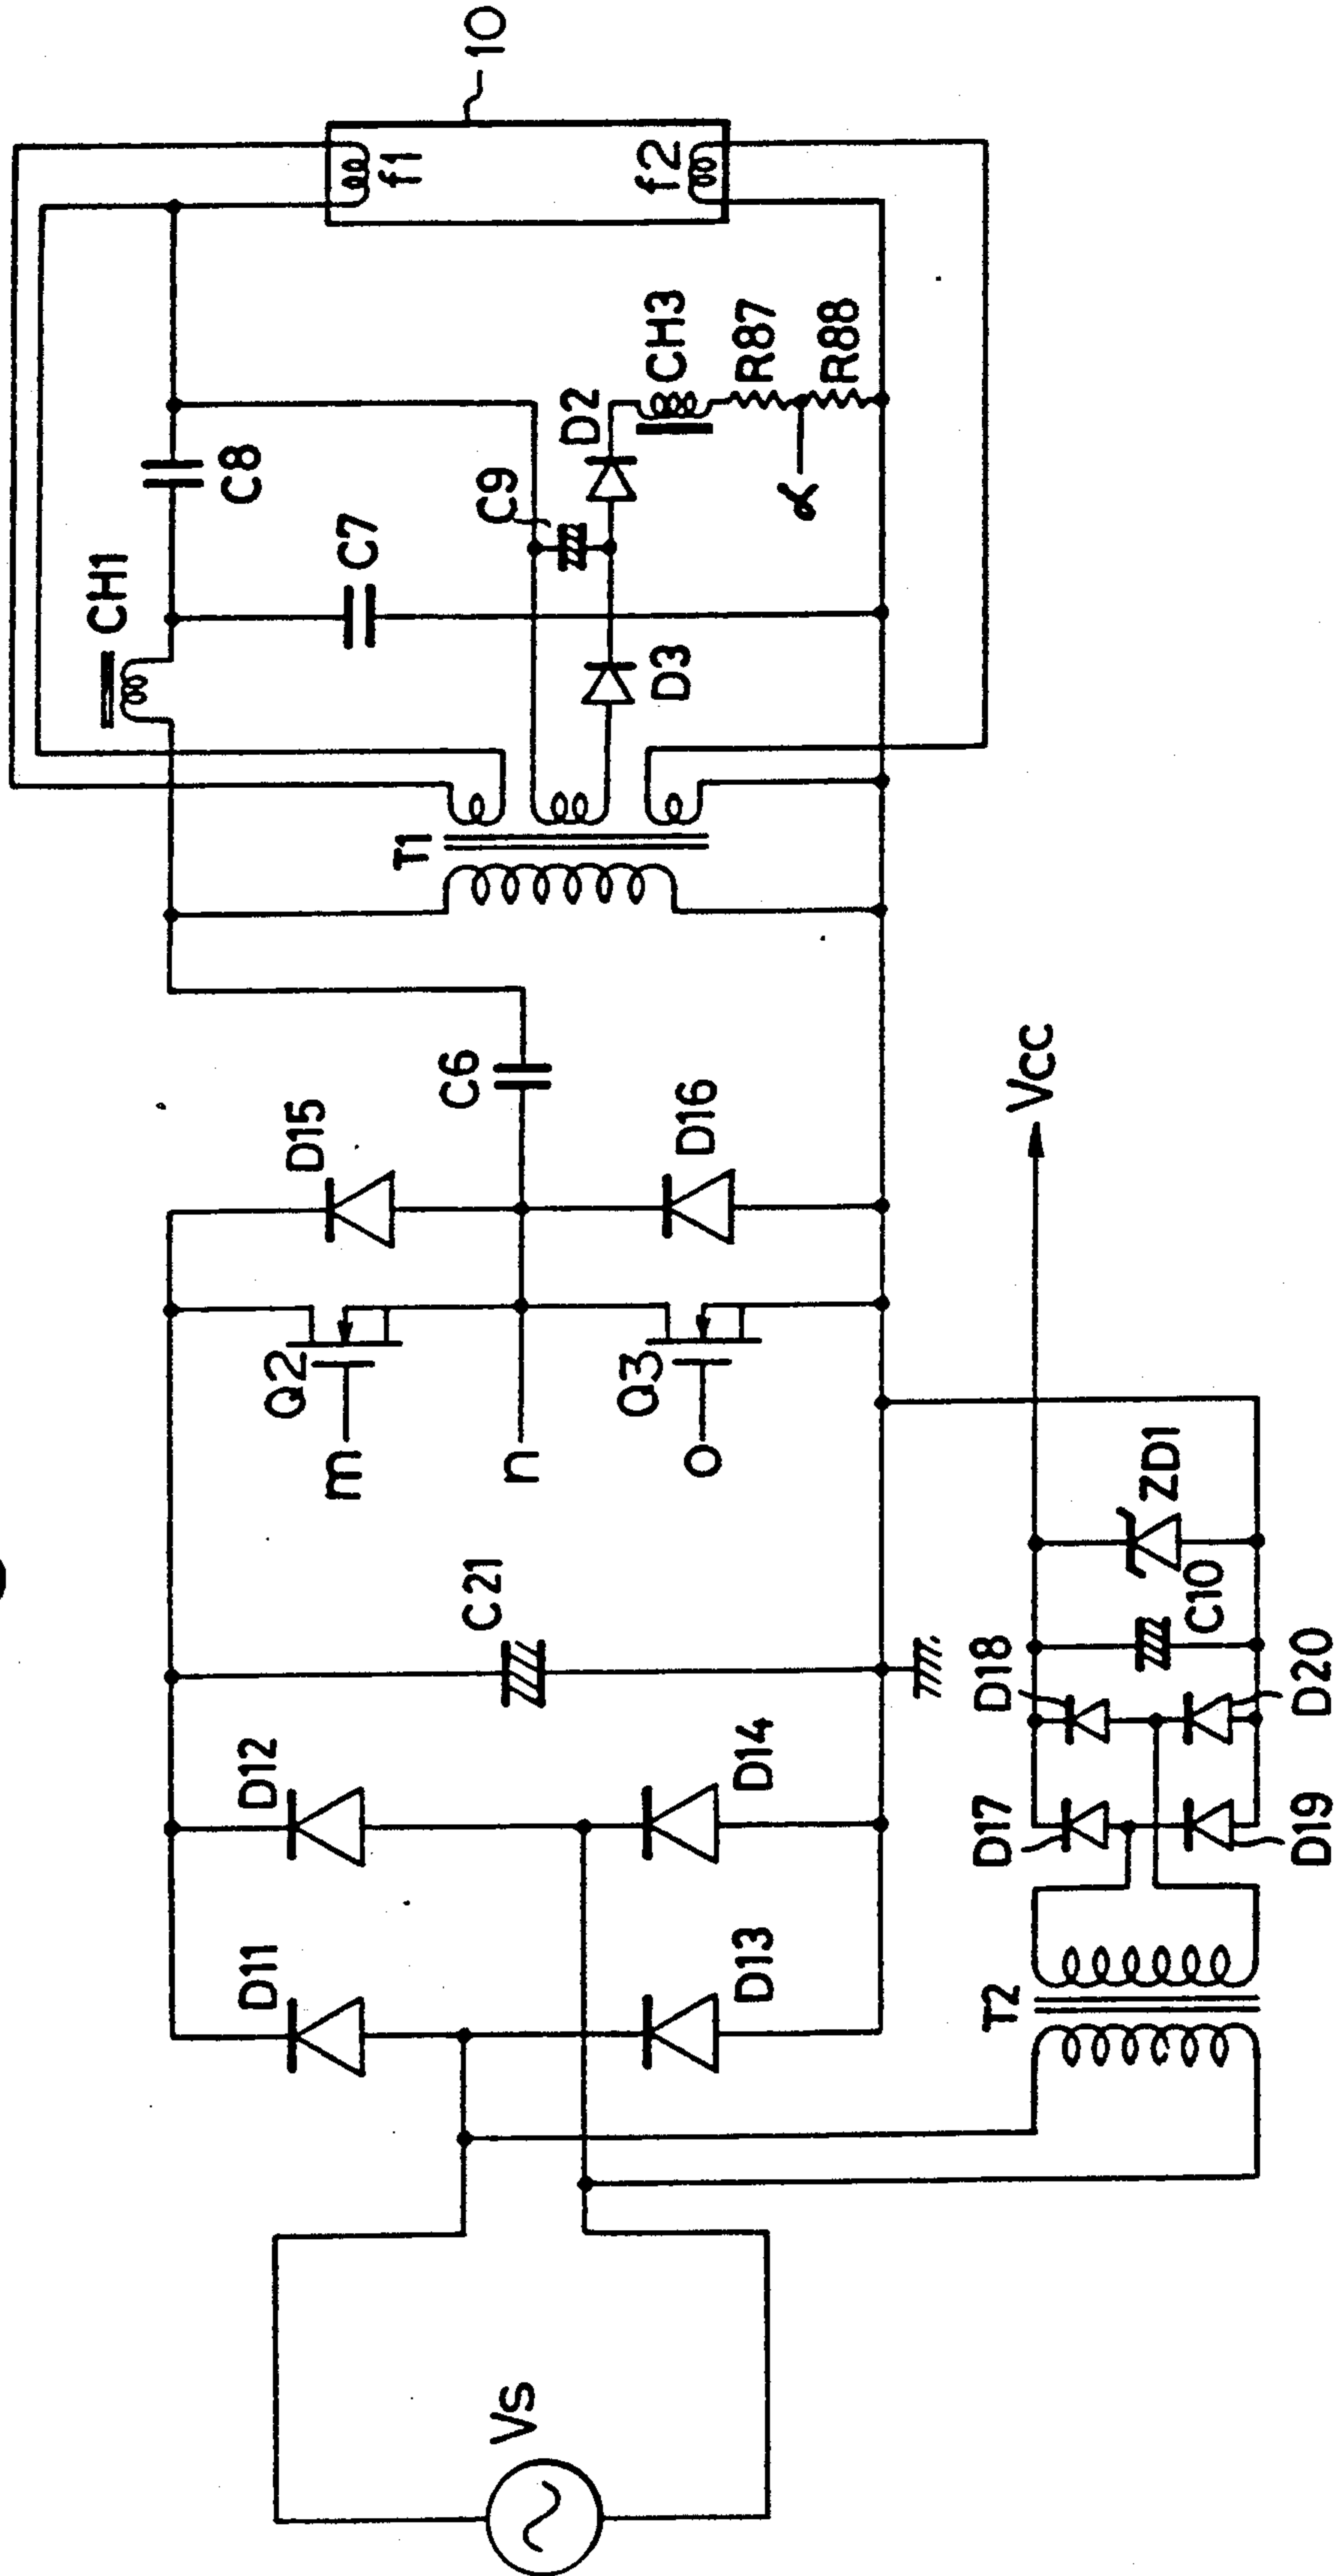 Vs
D11
D12
D13
D14
C21
Q2
m
n
Q3
o
D15
D16
C6
T1
CH1
C7
C8
C9
D3
D2
CH3
R87
R88
α
f1
f2
10
T2
D17
D18
D19
D20
C10
ZD1
Vcc